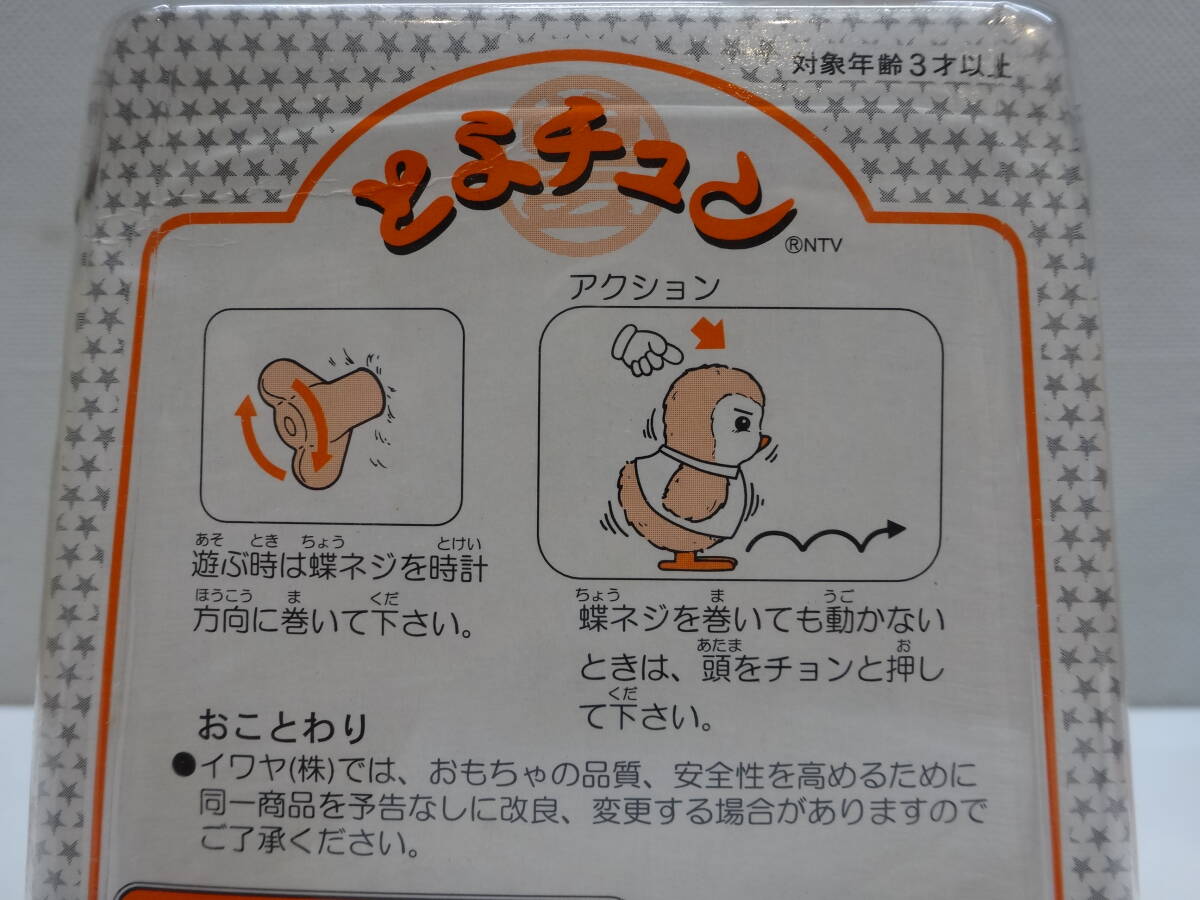 対象年齢3才以上
®NTV
アクション
あそ とき ちょう とけい
遊ぶ時は蝶ネジを時計
ほうこう ま くだ
方向に巻いて下さい。
ちょう ま うご
蝶ネジを巻いても動かない
あたま お
ときは、頭をチョンと押し
くだ
て下さい。
おことわり
●イワヤ(株)では、おもちゃの品質、安全性を高めるために
同一商品を予告なしに改良、変更する場合がありますので
ご了承ください。